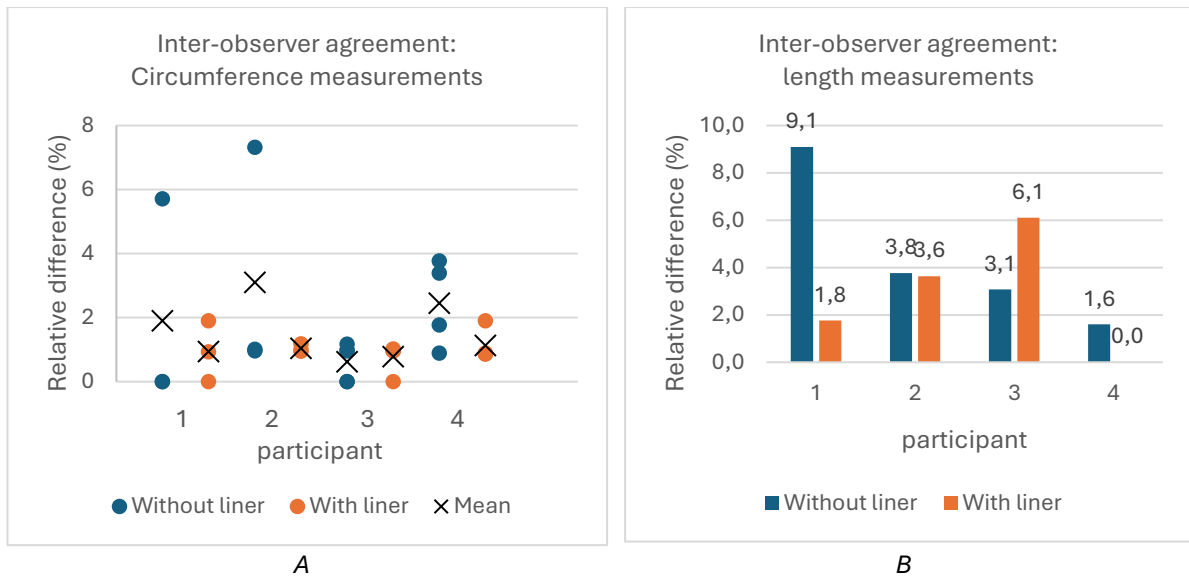 Inter-observer agreement:
Circumference measurements
Relative difference (%)
8
6
4
2
0
1 2 3 4
participant
Without liner With liner Mean
A
Inter-observer agreement:
length measurements
Relative difference (%)
10,0
8,0
6,0
4,0
2,0
0,0
9,1
1,8
3,8
3,6
3,1
6,1
1,6
0,0
1 2 3 4
participant
Without liner With liner
B